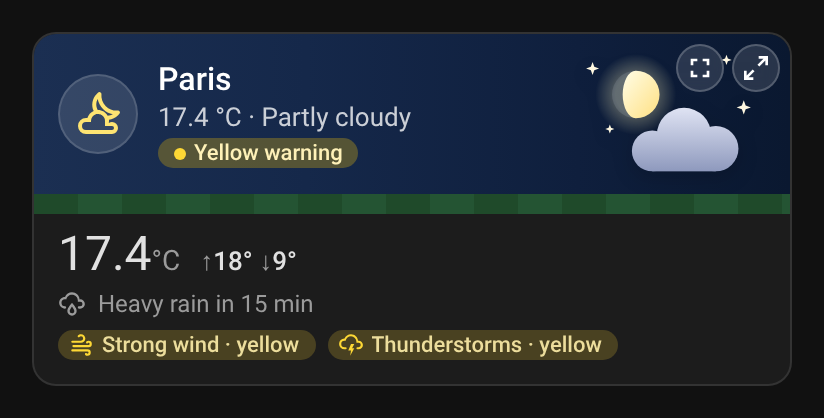 Paris
17.4 °C · Partly cloudy
Yellow warning
17.4°C ↑18° ↓9°
Heavy rain in 15 min
Strong wind · yellow
Thunderstorms · yellow